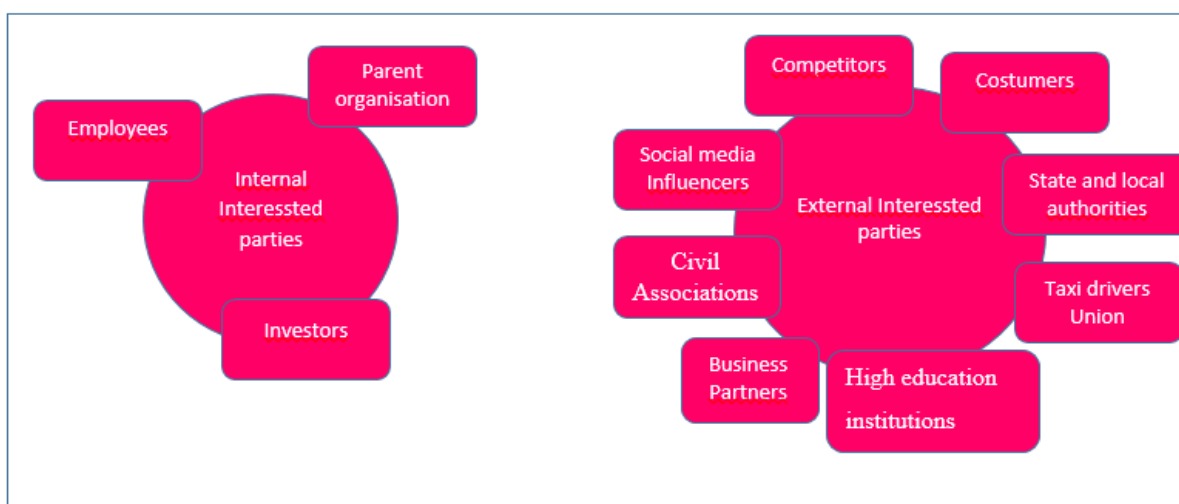 Parent
organisation
Employees
Internal
Interessted
parties
Investors
Competitors
Costumers
Social media
Influencers
State and local
authorities
External Interessted
parties
Civil
Associations
Taxi drivers
Union
Business
Partners
High education
institutions